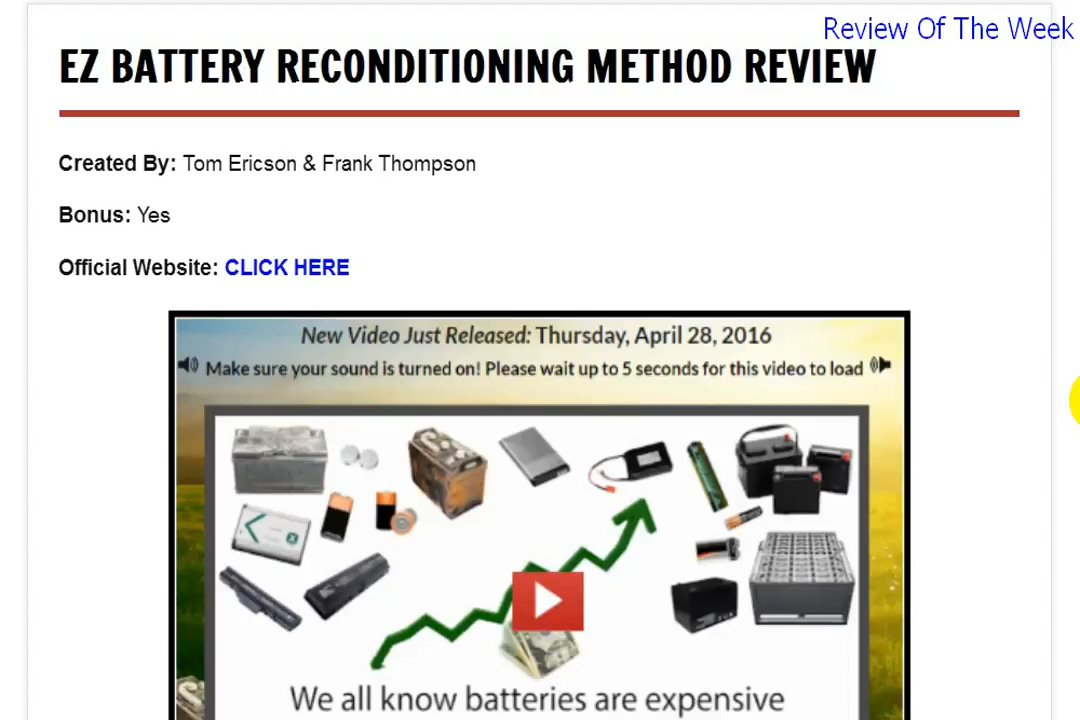 Review Of The Week
EZ BATTERY RECONDITIONING METHOD REVIEW
Created By: Tom Ericson & Frank Thompson
Bonus: Yes
Official Website: CLICK HERE
New Video Just Released: Thursday, April 28, 2016
Make sure your sound is turned on! Please wait up to 5 seconds for this video to load
We all know batteries are expensive